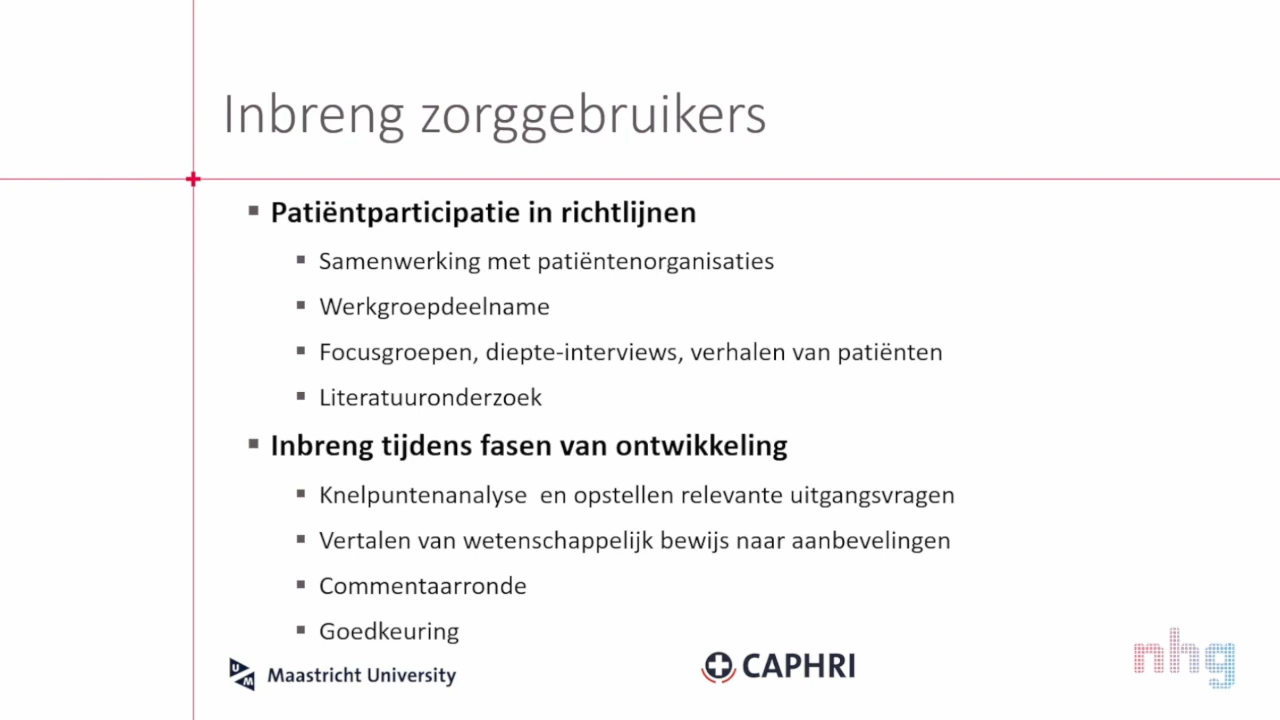 Inbreng zorggebruikers
Patiëntparticipatie in richtlijnen
Samenwerking met patiëntenorganisaties
Werkgroepdeelname
Focusgroepen, diepte-interviews, verhalen van patiënten
Literatuuronderzoek
Inbreng tijdens fasen van ontwikkeling
Knelpuntenanalyse  en opstellen relevante uitgangsvragen
Vertalen van wetenschappelijk bewijs naar aanbevelingen
Commentaarronde
Goedkeuring
UM Maastricht University
CAPHRI
nhg